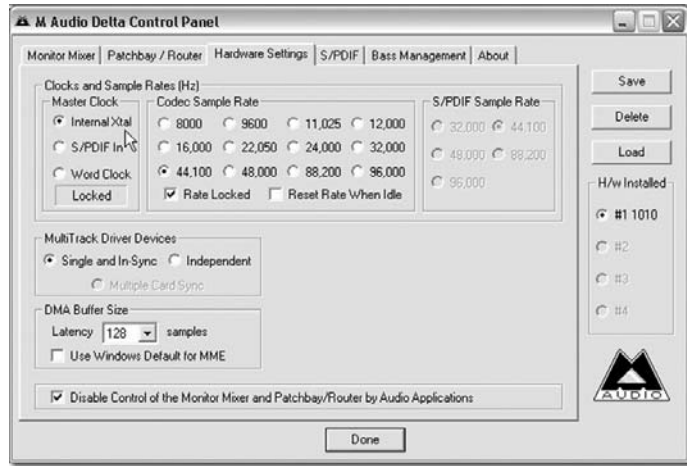 M Audio Delta Control Panel
Monitor Mixer Patchbay / Router Hardware Settings S/PDIF Bass Management About
Clocks and Sample Rates (Hz)
Master Clock
Internal Xtal
S/PDIF In
Word Clock
Locked
Codec Sample Rate
8000 9600 11,025 12,000
16,000 22,050 24,000 32,000
44,100 48,000 88,200 96,000
Rate Locked Reset Rate When Idle
S/PDIF Sample Rate
32,000 44,100
48,000 88,200
96,000
MultiTrack Driver Devices
Single and In-Sync Independent
Multiple Card Sync
DMA Buffer Size
Latency 128 samples
Use Windows Default for MME
Disable Control of the Monitor Mixer and Patchbay/Router by Audio Applications
Save
Delete
Load
H/w Installed
#1 1010
#2
#3
#4
M
AUDIO
Done